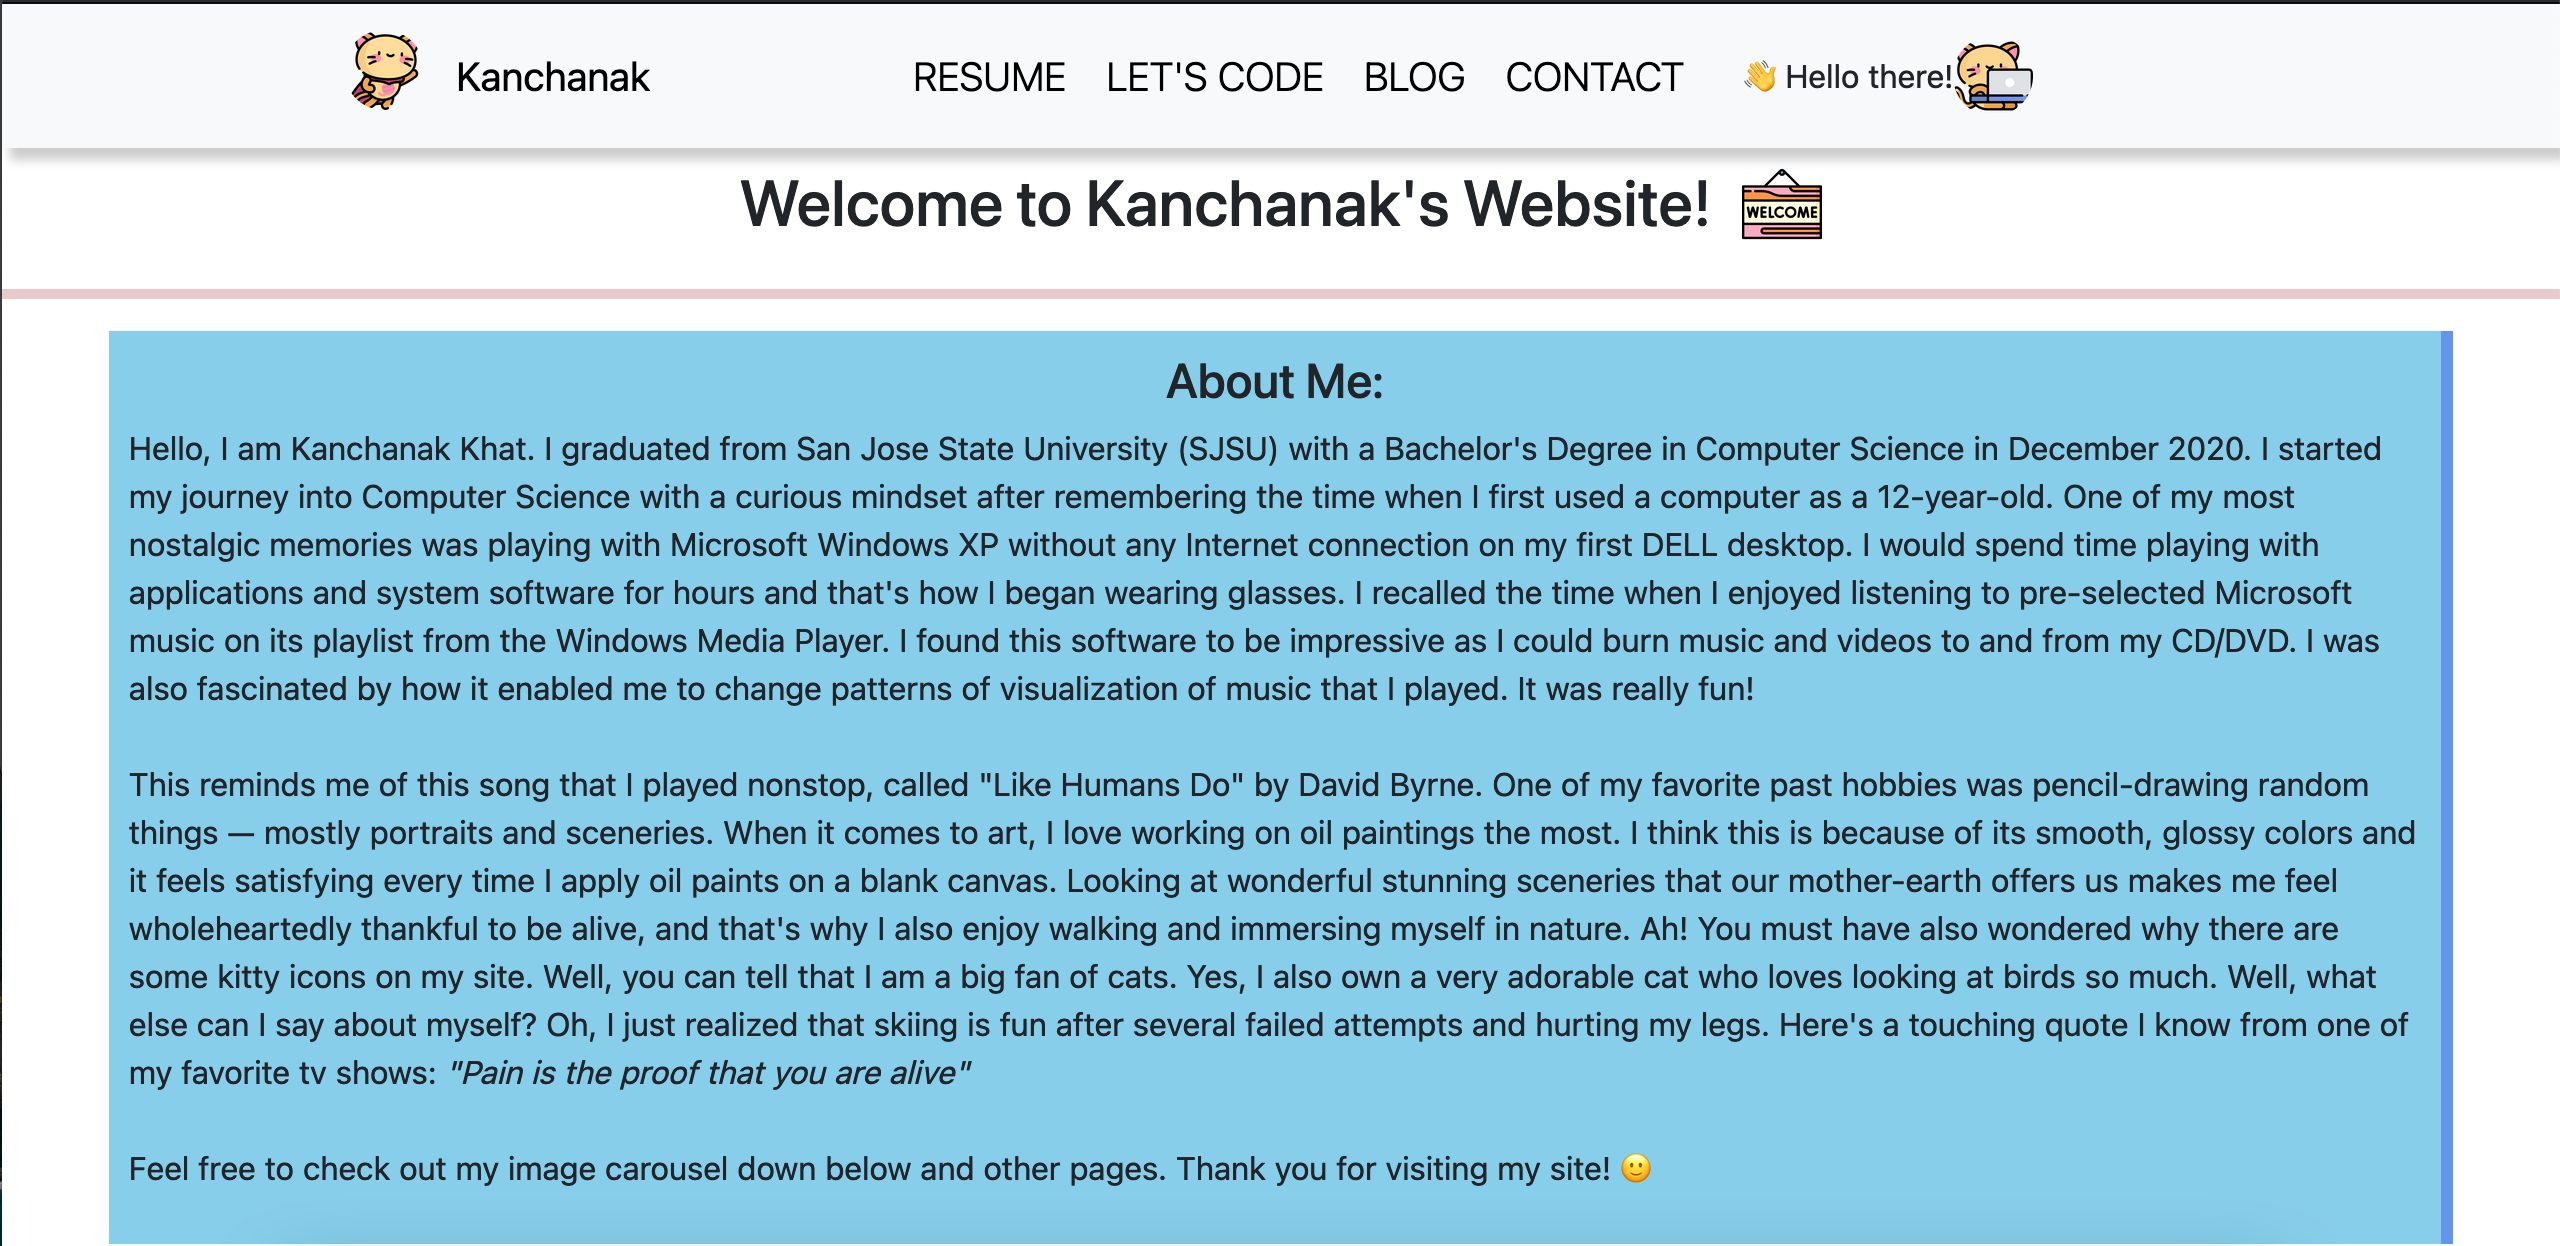 Kanchanak
RESUME LET'S CODE BLOG CONTACT 👋 Hello there!
Welcome to Kanchanak's Website!
WELCOME
About Me:
Hello, I am Kanchanak Khat. I graduated from San Jose State University (SJSU) with a Bachelor's Degree in Computer Science in December 2020. I started
my journey into Computer Science with a curious mindset after remembering the time when I first used a computer as a 12-year-old. One of my most
nostalgic memories was playing with Microsoft Windows XP without any Internet connection on my first DELL desktop. I would spend time playing with
applications and system software for hours and that's how I began wearing glasses. I recalled the time when I enjoyed listening to pre-selected Microsoft
music on its playlist from the Windows Media Player. I found this software to be impressive as I could burn music and videos to and from my CD/DVD. I was
also fascinated by how it enabled me to change patterns of visualization of music that I played. It was really fun!
This reminds me of this song that I played nonstop, called "Like Humans Do" by David Byrne. One of my favorite past hobbies was pencil-drawing random
things — mostly portraits and sceneries. When it comes to art, I love working on oil paintings the most. I think this is because of its smooth, glossy colors and
it feels satisfying every time I apply oil paints on a blank canvas. Looking at wonderful stunning sceneries that our mother-earth offers us makes me feel
wholeheartedly thankful to be alive, and that's why I also enjoy walking and immersing myself in nature. Ah! You must have also wondered why there are
some kitty icons on my site. Well, you can tell that I am a big fan of cats. Yes, I also own a very adorable cat who loves looking at birds so much. Well, what
else can I say about myself? Oh, I just realized that skiing is fun after several failed attempts and hurting my legs. Here's a touching quote I know from one of
my favorite tv shows: "Pain is the proof that you are alive"
Feel free to check out my image carousel down below and other pages. Thank you for visiting my site! 🙂